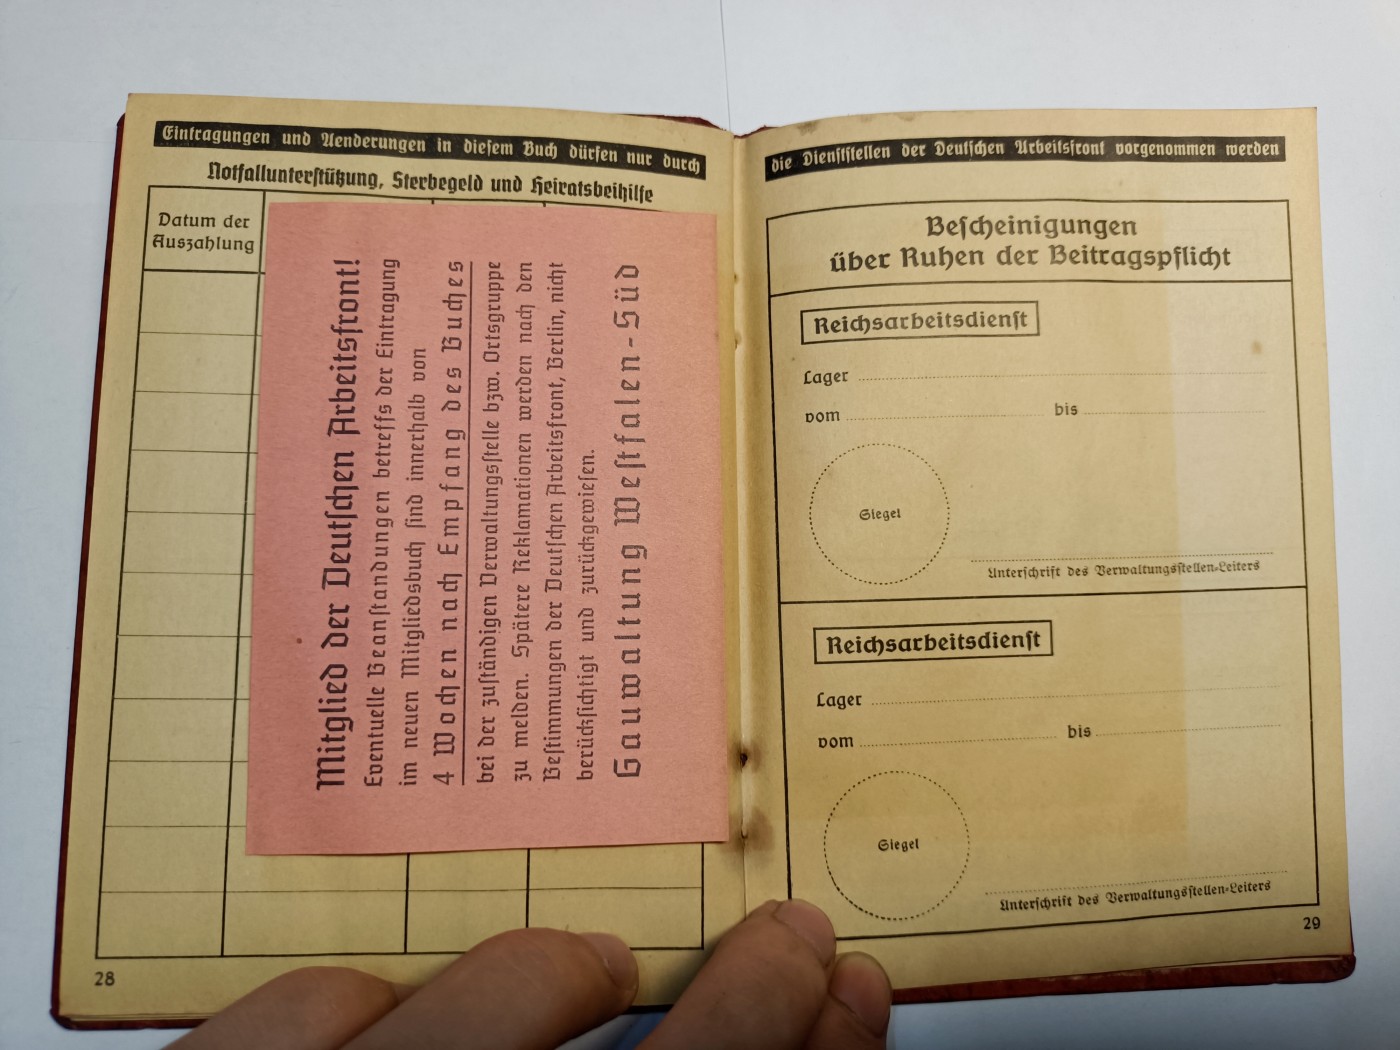 Eintragungen und Aenderungen in diesem Buch dürfen nur durch
Notfallunterstützung, Sterbegeld und Heiratsbeihilfe
Datum der
Auszahlung
Mitglied der Deutschen Arbeitsfront!
Eventuelle Beanstandungen betreffs der Eintragung
im neuen Mitgliedsbuch sind innerhalb von
4 Wochen nach Empfang des Buches
bei der zuständigen Verwaltungsstelle bzw. Ortsgruppe
zu melden. Spätere Reklamationen werden nach den
Bestimmungen der Deutschen Arbeitsfront, Berlin, nicht
berücksichtigt und zurückgewiesen.
Gauwaltung Westfalen-Süd
28
die Dienststellen der Deutschen Arbeitsfront vorgenommen werden
Bescheinigungen
über Ruhen der Beitragspflicht
Reichsarbeitsdienst
Lager
vom bis
Siegel
Unterschrift des Verwaltungsstellen-Leiters
Reichsarbeitsdienst
Lager
vom bis
Siegel
Unterschrift des Verwaltungsstellen-Leiters
29